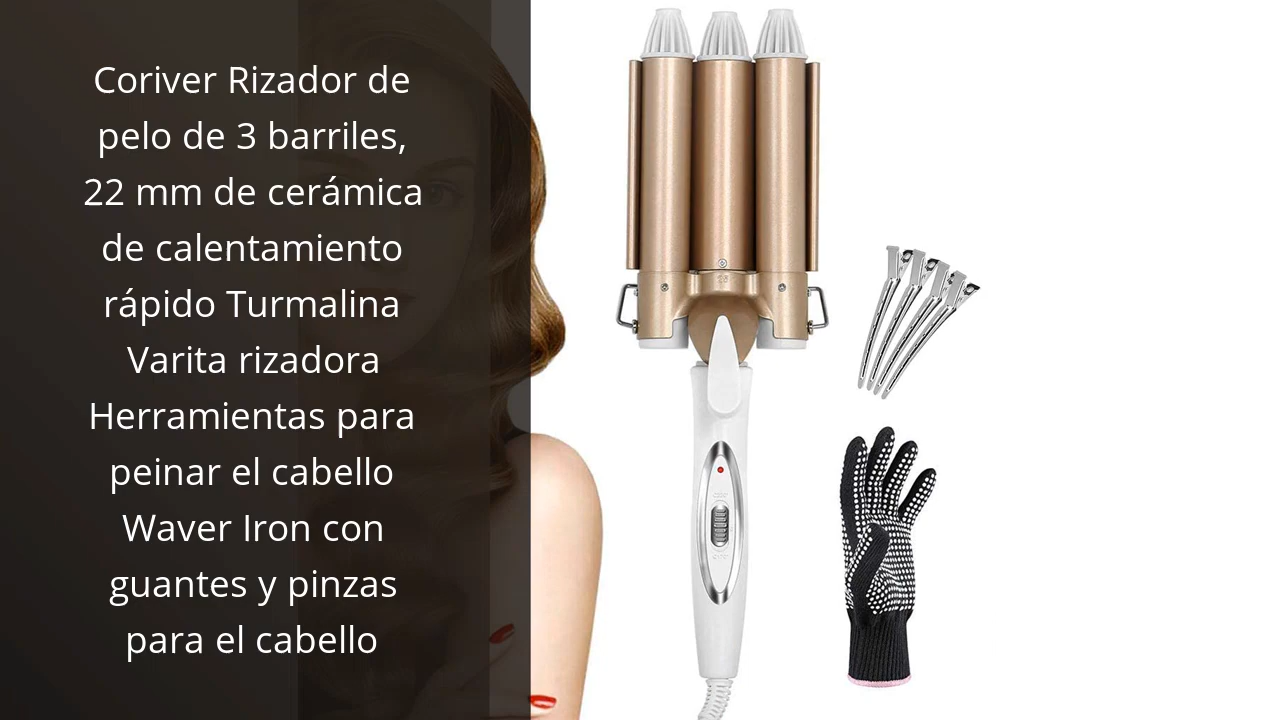 Coriver Rizador de
pelo de 3 barriles,
22 mm de cerámica
de calentamiento
rápido Turmalina
Varita rizadora
Herramientas para
peinar el cabello
Waver Iron con
guantes y pinzas
para el cabello